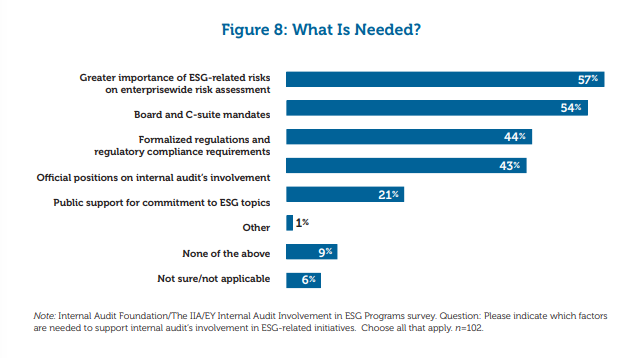 Figure 8: What Is Needed?
Greater importance of ESG-related risks
on enterprisewide risk assessment
57%
Board and C-suite mandates
54%
Formalized regulations and
regulatory compliance requirements
44%
Official positions on internal audit's involvement
43%
Public support for commitment to ESG topics
21%
Other
1%
None of the above
9%
Not sure/not applicable
6%
Note: Internal Audit Foundation/The IIA/EY Internal Audit Involvement in ESG Programs survey. Question: Please indicate which factors
are needed to support internal audit's involvement in ESG-related initiatives. Choose all that apply. n=102.